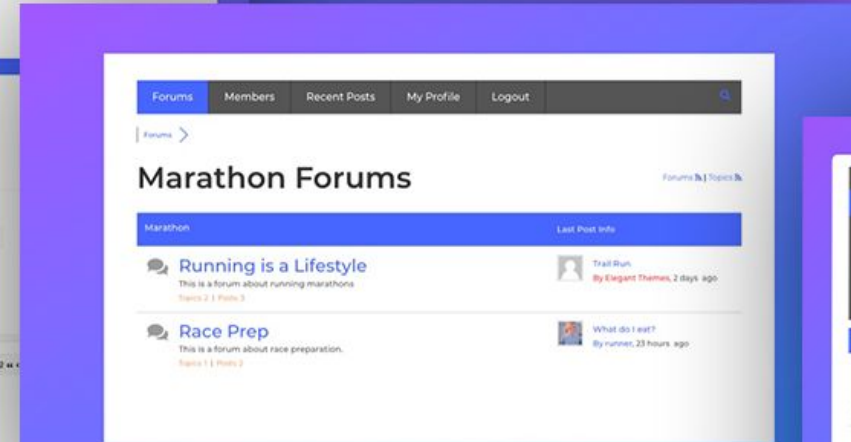 Forums Members Recent Posts My Profile Logout
Forums
Marathon Forums
Forums | Topics
Marathon Last Post Info
Running is a Lifestyle
This is a forum about running marathons
Topics 2 | Posts 3
Trail Run
By Elegant Themes, 2 days ago
Race Prep
This is a forum about race preparation.
Topics 1 | Posts 2
What do I eat?
By runner, 23 hours ago